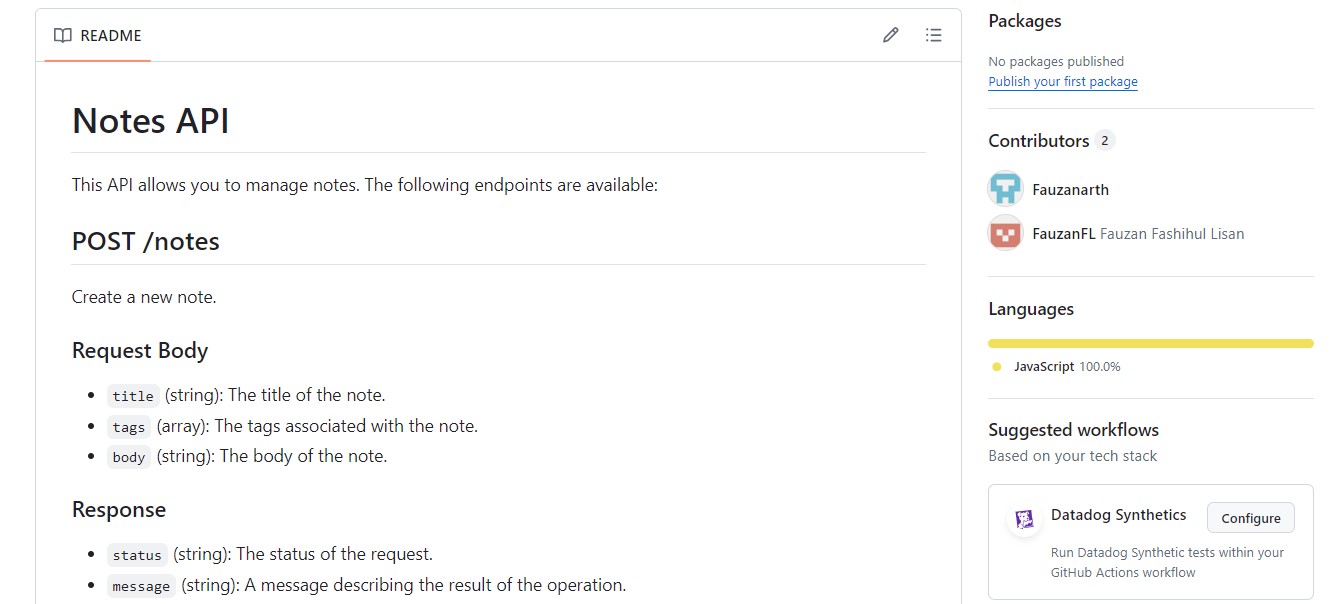 README
Notes API
This API allows you to manage notes. The following endpoints are available:
POST /notes
Create a new note.
Request Body
title (string): The title of the note.
tags (array): The tags associated with the note.
body (string): The body of the note.
Response
status (string): The status of the request.
message (string): A message describing the result of the operation.
Packages
No packages published
Publish your first package
Contributors 2
Fauzanarth
FauzanFL Fauzan Fashihul Lisan
Languages
JavaScript 100.0%
Suggested workflows
Based on your tech stack
Datadog Synthetics
Configure
Run Datadog Synthetic tests within your
GitHub Actions workflow